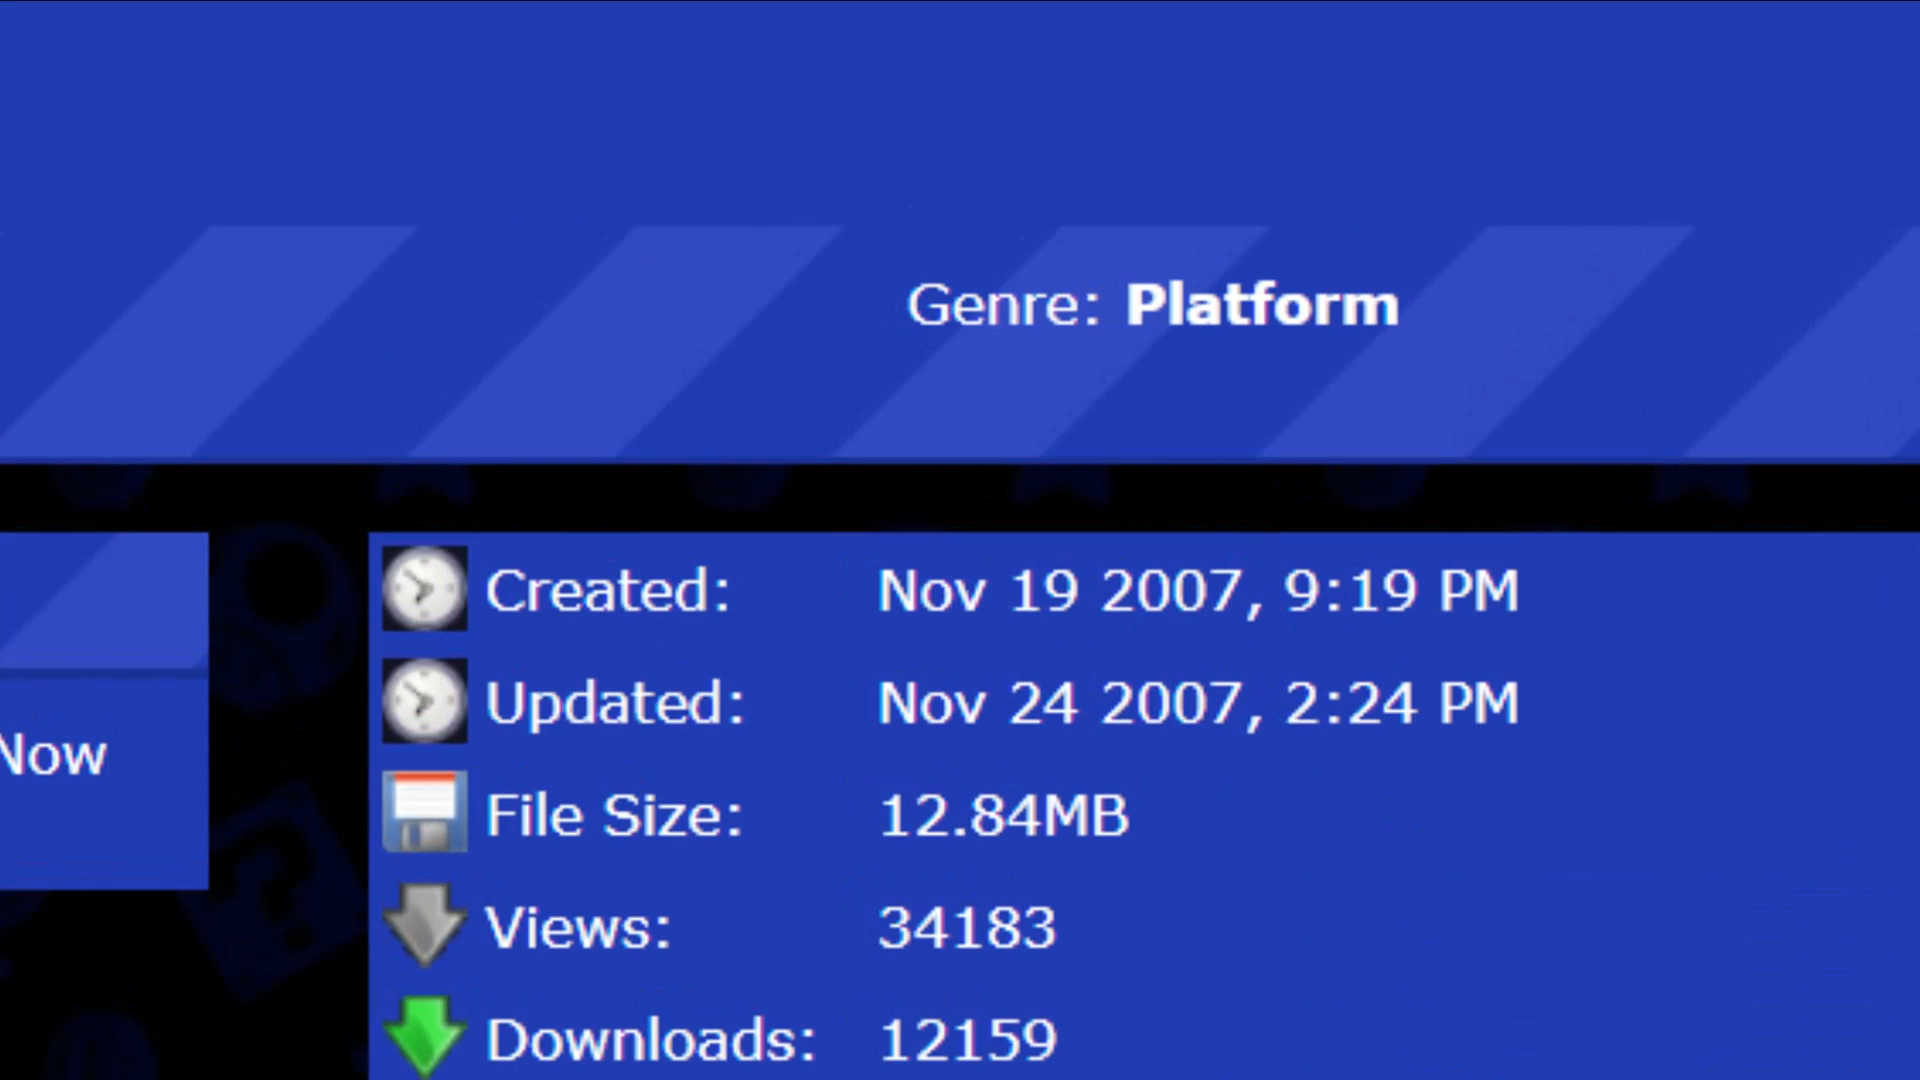 Genre: Platform
Created: Nov 19 2007, 9:19 PM
Updated: Nov 24 2007, 2:24 PM
Now
File Size: 12.84MB
Views: 34183
Downloads: 12159